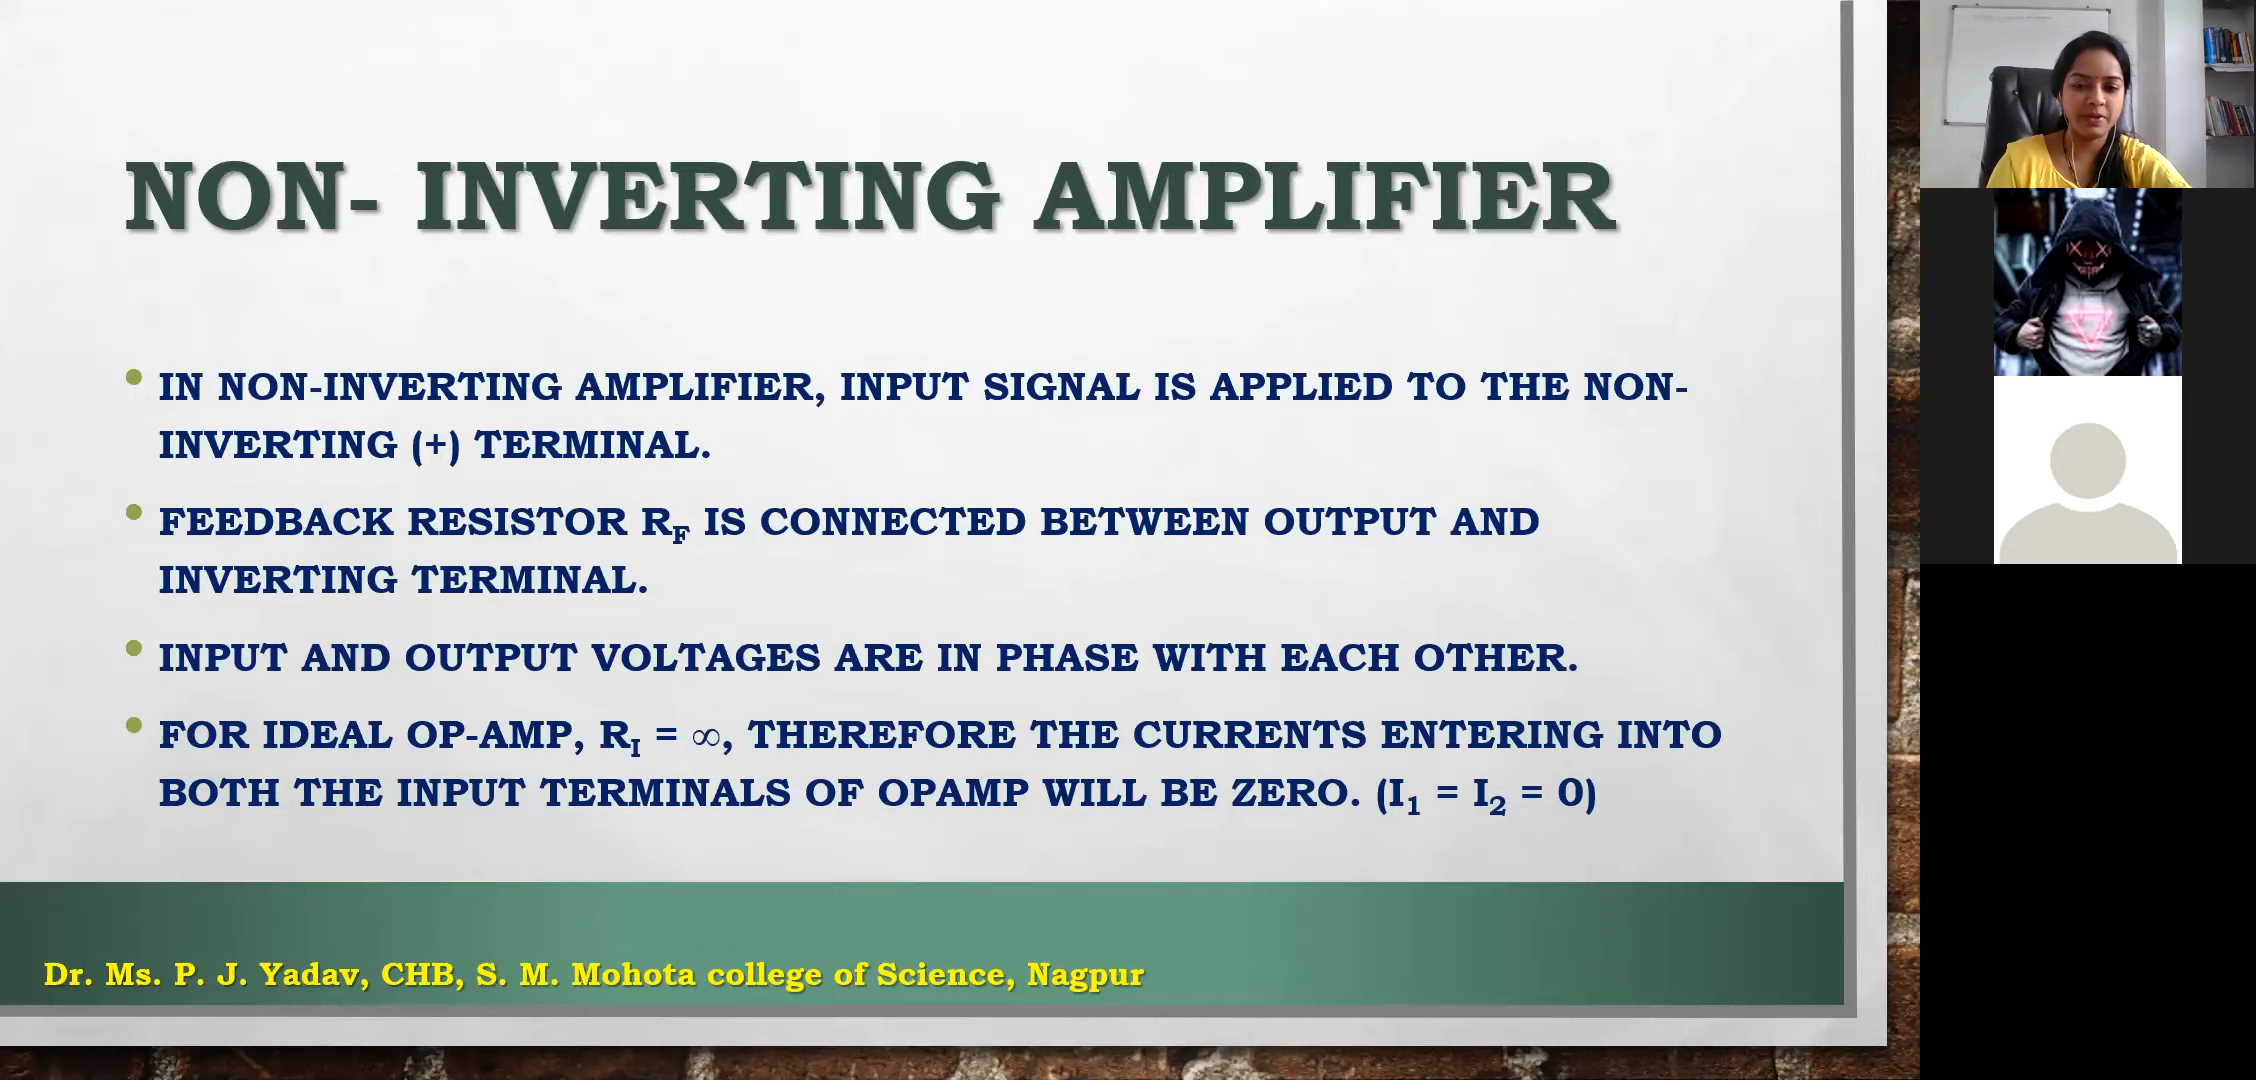 NON- INVERTING AMPLIFIER
• IN NON-INVERTING AMPLIFIER, INPUT SIGNAL IS APPLIED TO THE NON-
INVERTING (+) TERMINAL.
• FEEDBACK RESISTOR R_F IS CONNECTED BETWEEN OUTPUT AND
INVERTING TERMINAL.
• INPUT AND OUTPUT VOLTAGES ARE IN PHASE WITH EACH OTHER.
• FOR IDEAL OP-AMP, R_I = ∞, THEREFORE THE CURRENTS ENTERING INTO
BOTH THE INPUT TERMINALS OF OPAMP WILL BE ZERO. (I₁ = I₂ = 0)
Dr. Ms. P. J. Yadav, CHB, S. M. Mohota college of Science, Nagpur